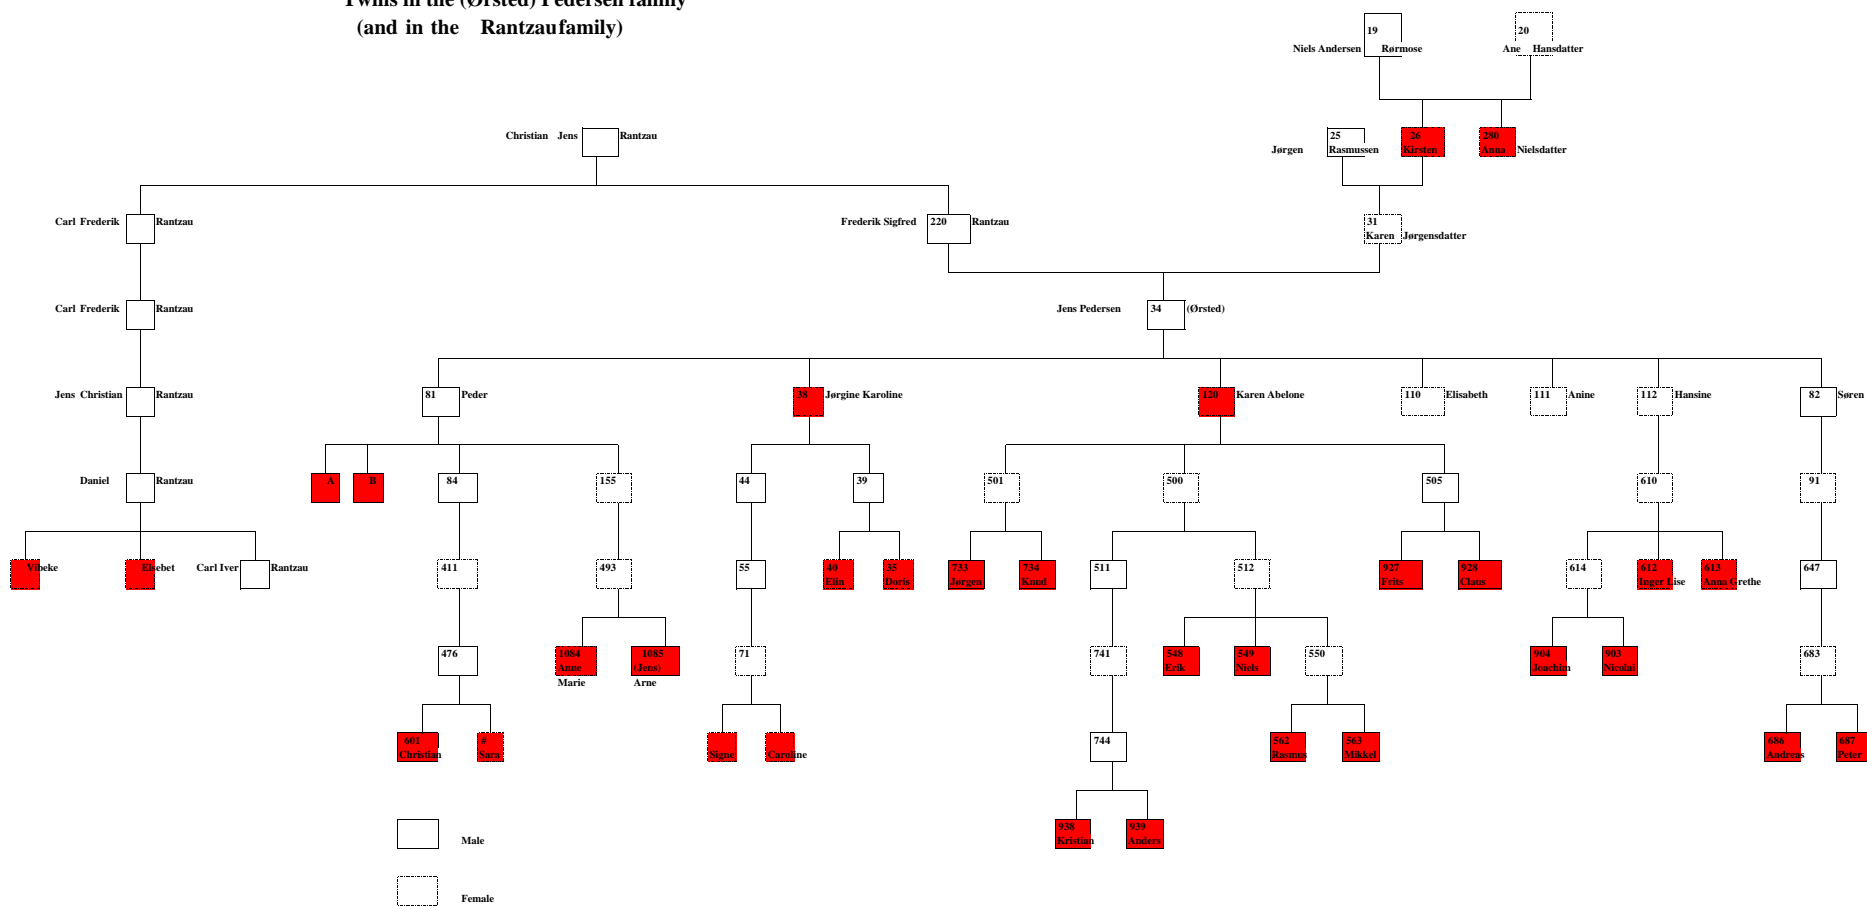 Twins in the (Ørsted) Pedersen family
(and in the Rantzaufamily)
19 20
Niels Andersen Rørmose Ane Hansdatter
Christian Jens Rantzau
25 26 280
Jørgen Rasmussen Kirsten Anna Nielsdatter
Carl Frederik Rantzau Frederik Sigfred 220 Rantzau 31
Karen Jørgensdatter
Carl Frederik Rantzau Jens Pedersen 34 (Ørsted)
Jens Christian Rantzau 81 Peder 38 Jørgine Karoline 120 Karen Abelone 110 Elisabeth 111 Anine 112 Hansine 82 Søren
Daniel Rantzau A B 84 155 44 39 501 500 505 610 91
Vibeke Elsebet Carl Iver Rantzau 411 493 55 40 35 733 734 511 512 927 928 614 612 613 647
Elin Doris Jørgen Knud Frits Claus Inger Lise Anna Grethe
476 1084 1085 71 741 548 549 550 904 903 683
Anne (Jens) Erik Niels Joachim Nicolai
Marie Arne
601 # 744 562 563 686 687
Christian Sara Signe Caroline Rasmus Mikkel Andreas Peter
938 939
Kristian Anders
Male
Female